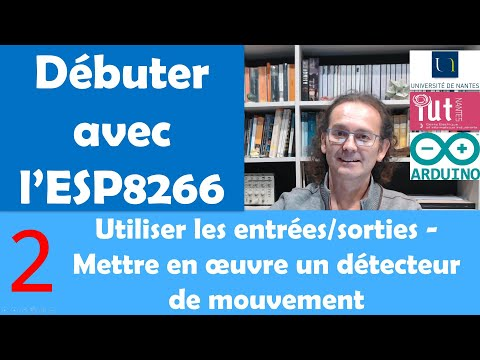 Débuter
avec
l'ESP8266
UNIVERSITÉ DE NANTES
iut
NANTES
ARDUINO
2
Utiliser les entrées/sorties -
Mettre en œuvre un détecteur
de mouvement